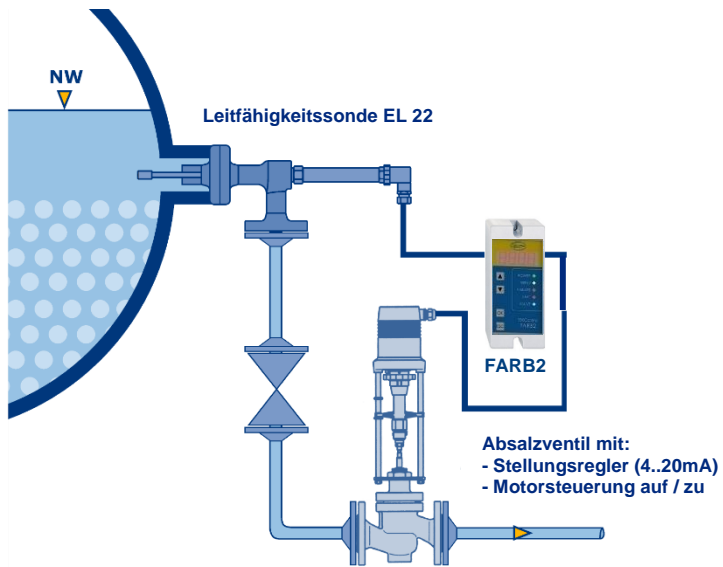 NW
Leitfähigkeitssonde EL 22
FARB2
Absalzventil mit:
- Stellungsregler (4..20mA)
- Motorsteuerung auf / zu